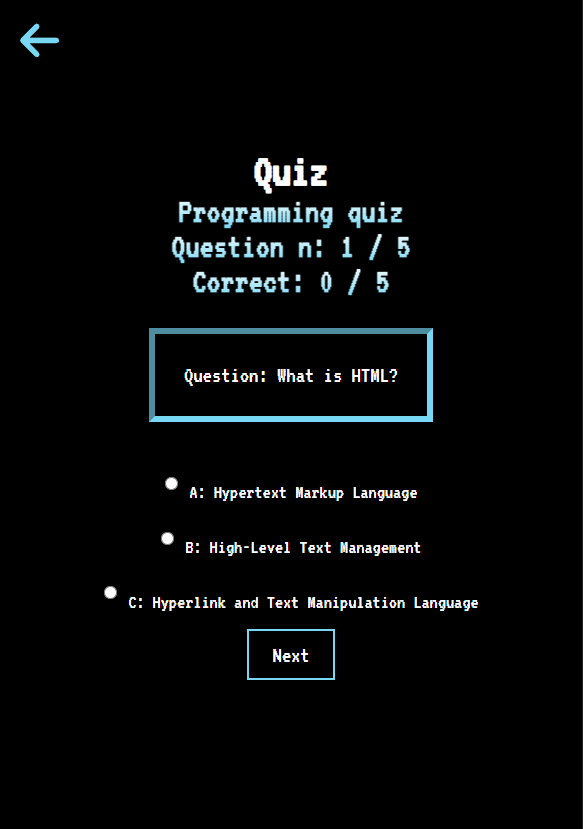 Quiz
Programming quiz
Question n: 1 / 5
Correct: 0 / 5
Question: What is HTML?
A: Hypertext Markup Language
B: High-Level Text Management
C: Hyperlink and Text Manipulation Language
Next